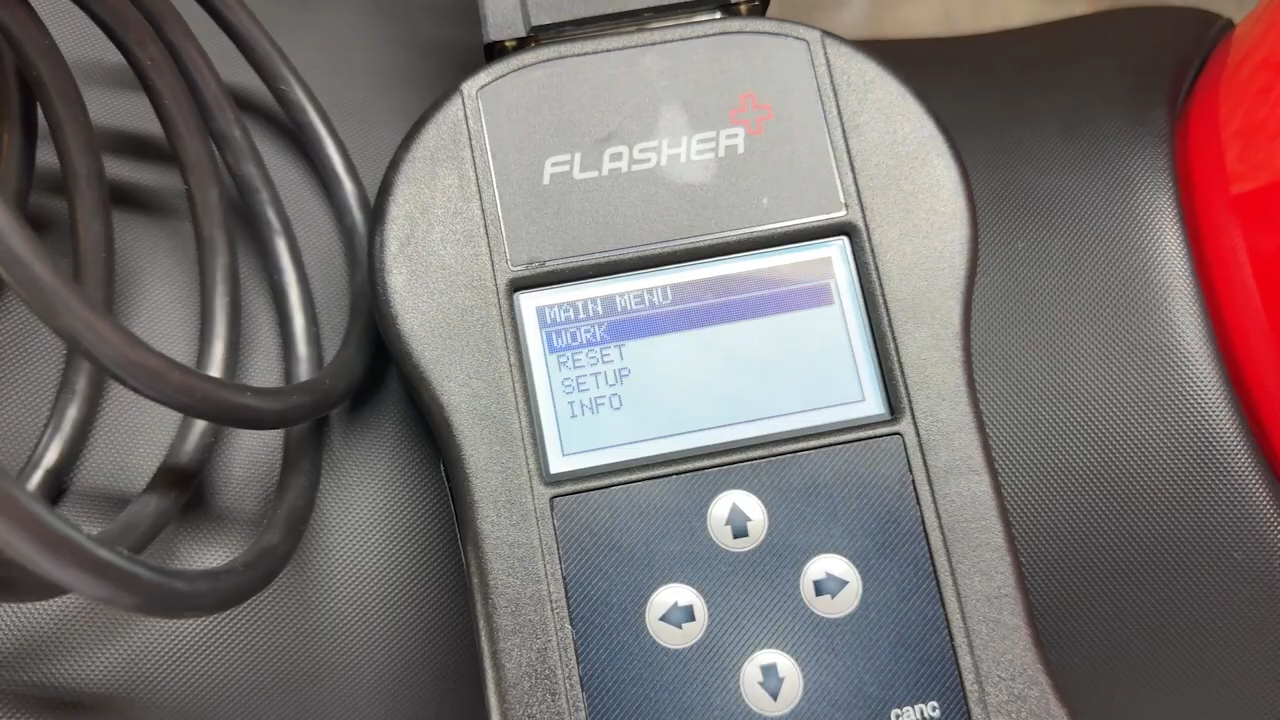 FLASHER
MAIN MENU
WORK
RESET
SETUP
INFO
canc